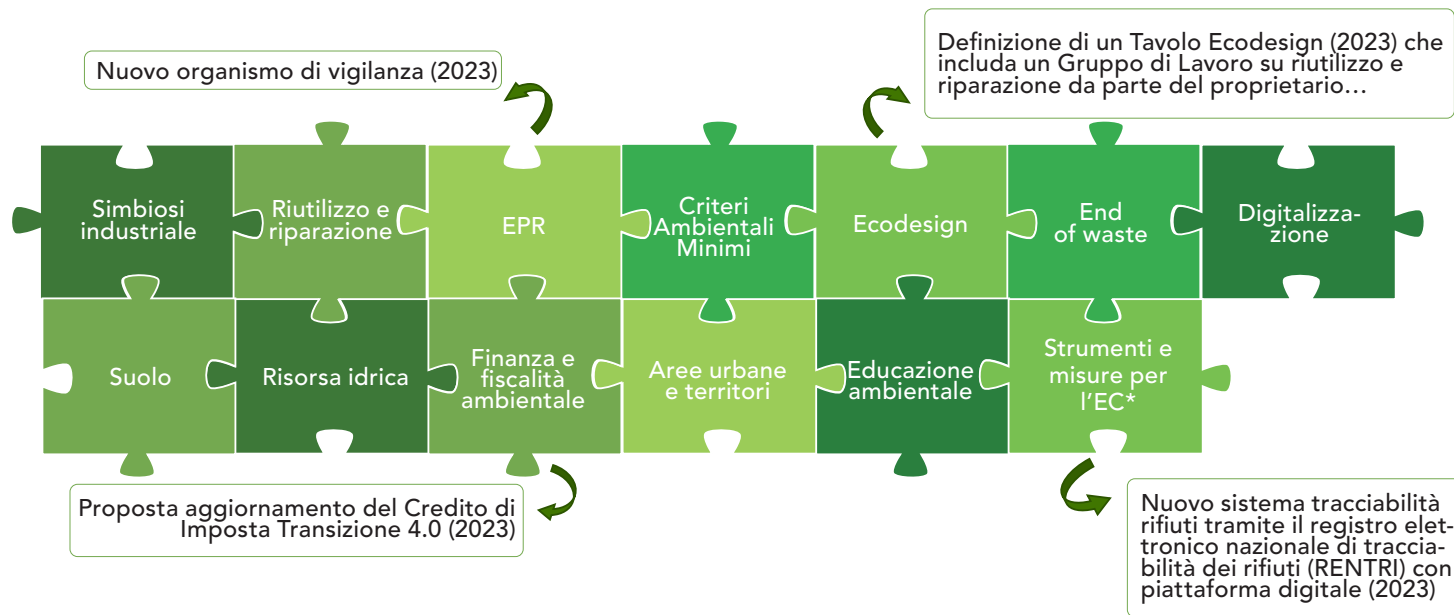 Nuovo organismo di vigilanza (2023)
Definizione di un Tavolo Ecodesign (2023) che
includa un Gruppo di Lavoro su riutilizzo e
riparazione da parte del proprietario…
Simbiosi
industriale
Riutilizzo e
riparazione
EPR
Criteri
Ambientali
Minimi
Ecodesign
End
of waste
Digitalizza-
zione
Suolo
Risorsa idrica
Finanza e
fiscalità
ambientale
Aree urbane
e territori
Educazione
ambientale
Strumenti e
misure per
l'EC*
Proposta aggiornamento del Credito di
Imposta Transizione 4.0 (2023)
Nuovo sistema tracciabilità
rifiuti tramite il registro elet-
tronico nazionale di traccia-
bilità dei rifiuti (RENTRI) con
piattaforma digitale (2023)